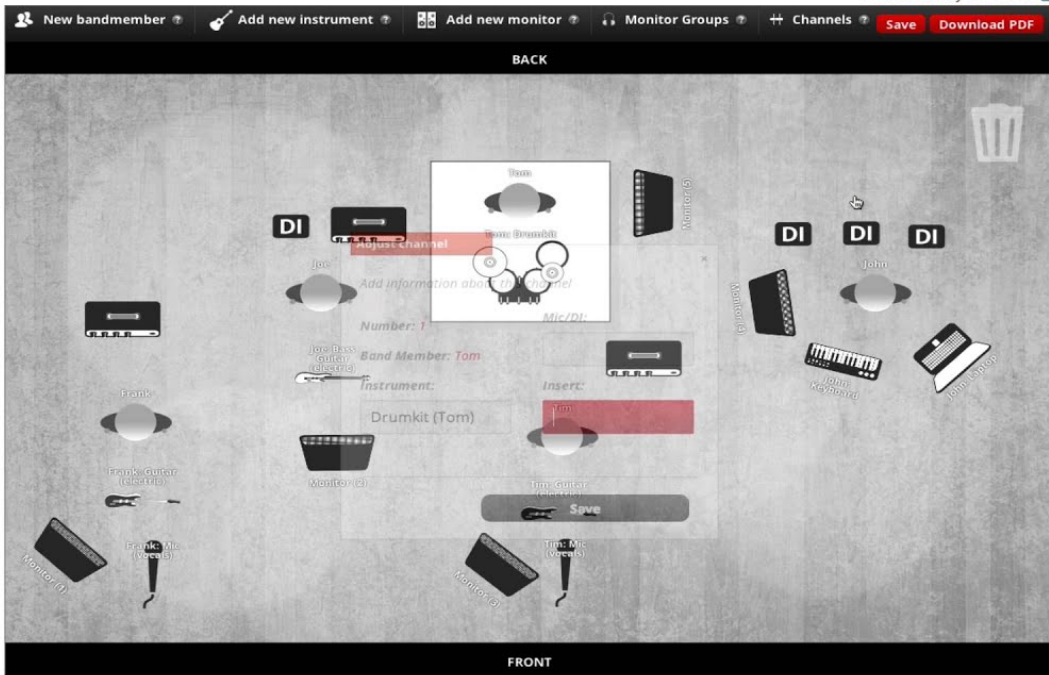 New bandmember ?
Add new instrument ?
Add new monitor ?
Monitor Groups ?
Channels ?
Save
Download PDF
BACK
Tom
Monitor (5)
DI
DI
DI
DI
Tom: Drumkit
Adjust channel
×
Joe
John
Add information about the channel
Monitor (4)
Number: 1
Mic/DI:
Joe: Bass
Guitar
(electric)
Band Member: Tom
John:
Keyboard
John: Laptop
Frank
Instrument:
Insert:
Drumkit (Tom)
Tim
Frank: Guitar
(electric)
Monitor (2)
Tim: Guitar
(electric)
Save
Frank: Mic
(vocals)
Tim: Mic
(vocals)
Monitor (1)
Monitor (3)
FRONT